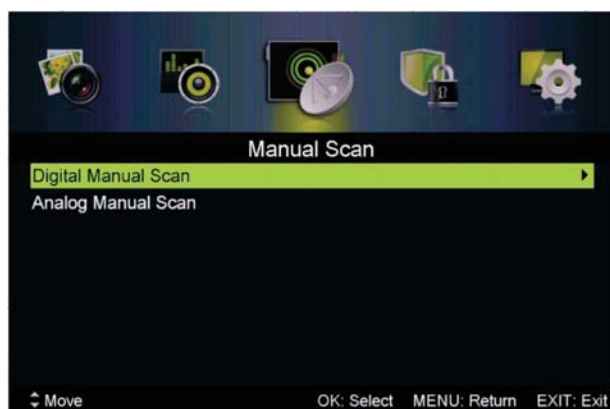 Manual Scan
Digital Manual Scan
Analog Manual Scan
Move OK: Select MENU: Return EXIT: Exit